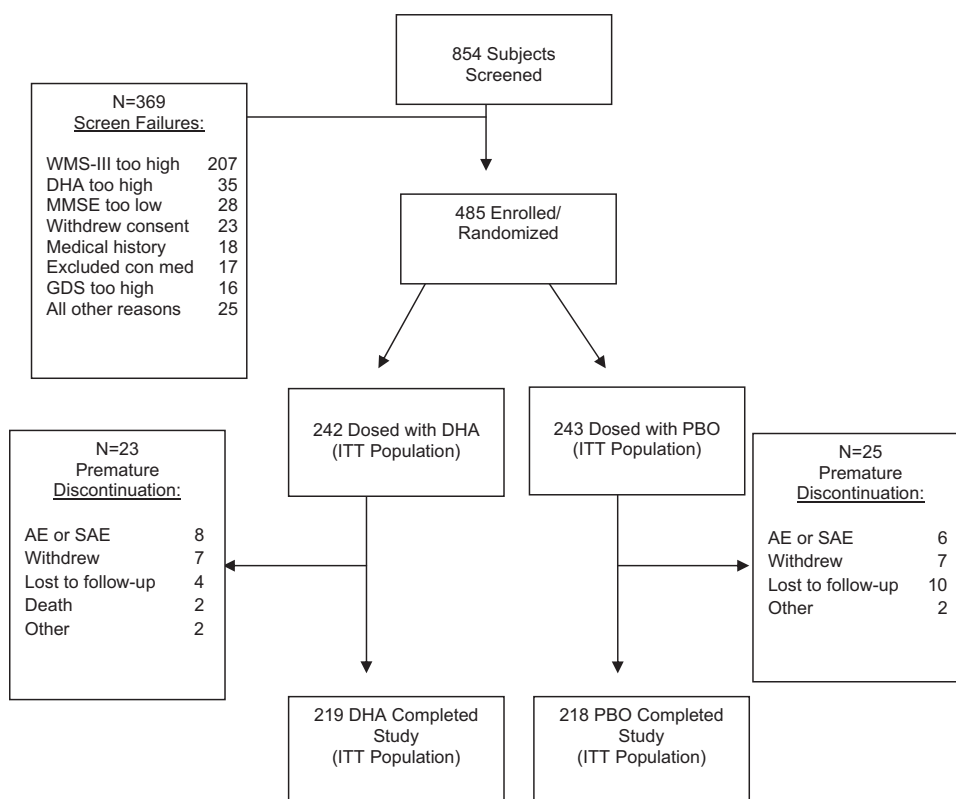 854 Subjects
Screened
N=369
Screen Failures:
WMS-III too high 207
DHA too high 35
MMSE too low 28
Withdrew consent 23
Medical history 18
Excluded con med 17
GDS too high 16
All other reasons 25
485 Enrolled/
Randomized
242 Dosed with DHA
(ITT Population)
243 Dosed with PBO
(ITT Population)
N=23
Premature
Discontinuation:
AE or SAE 8
Withdrew 7
Lost to follow-up 4
Death 2
Other 2
N=25
Premature
Discontinuation:
AE or SAE 6
Withdrew 7
Lost to follow-up 10
Other 2
219 DHA Completed
Study
(ITT Population)
218 PBO Completed
Study
(ITT Population)